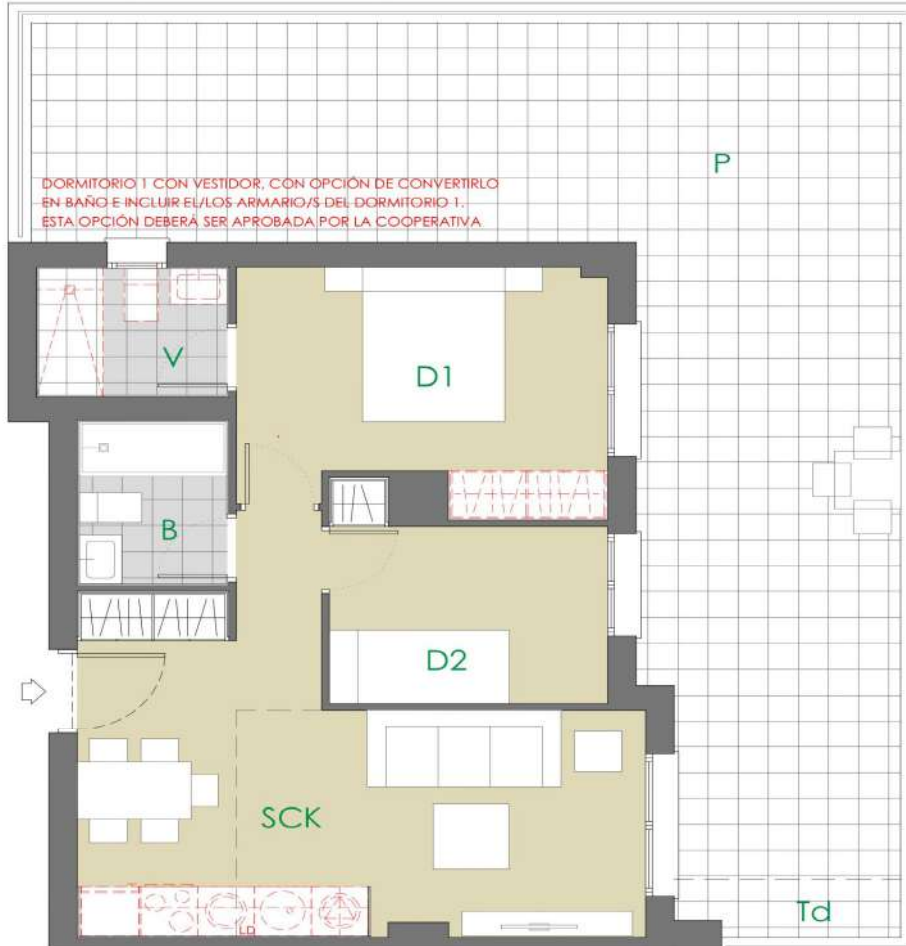 P
DORMITORIO 1 CON VESTIDOR, CON OPCIÓN DE CONVERTIRLO
EN BAÑO E INCLUIR EL/LOS ARMARIO/S DEL DORMITORIO 1.
ESTA OPCIÓN DEBERÁ SER APROBADA POR LA COOPERATIVA
V
D1
B
D2
SCK
Td
LD